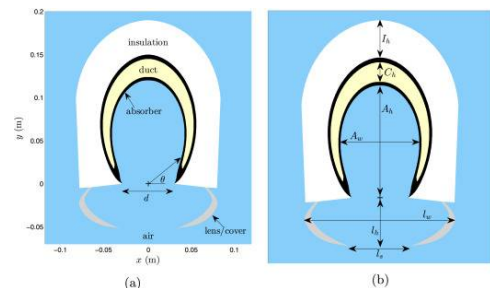 0.2
0.15
0.1
0.05
0
-0.05
y (m)
-0.1
-0.05
0
0.05
0.1
x (m)
insulation
duct
absorber
θ
d
lens/cover
air
(a)
I_h
C_h
A_h
A_w
l_w
l_h
l_s
(b)